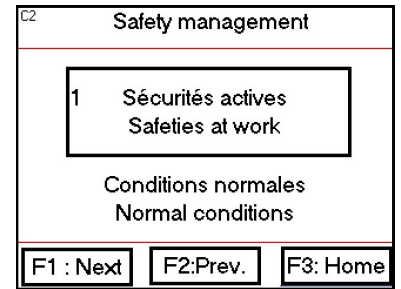 C2
Safety management
1 Sécurités actives
Safeties at work
Conditions normales
Normal conditions
F1 : Next F2:Prev. F3: Home